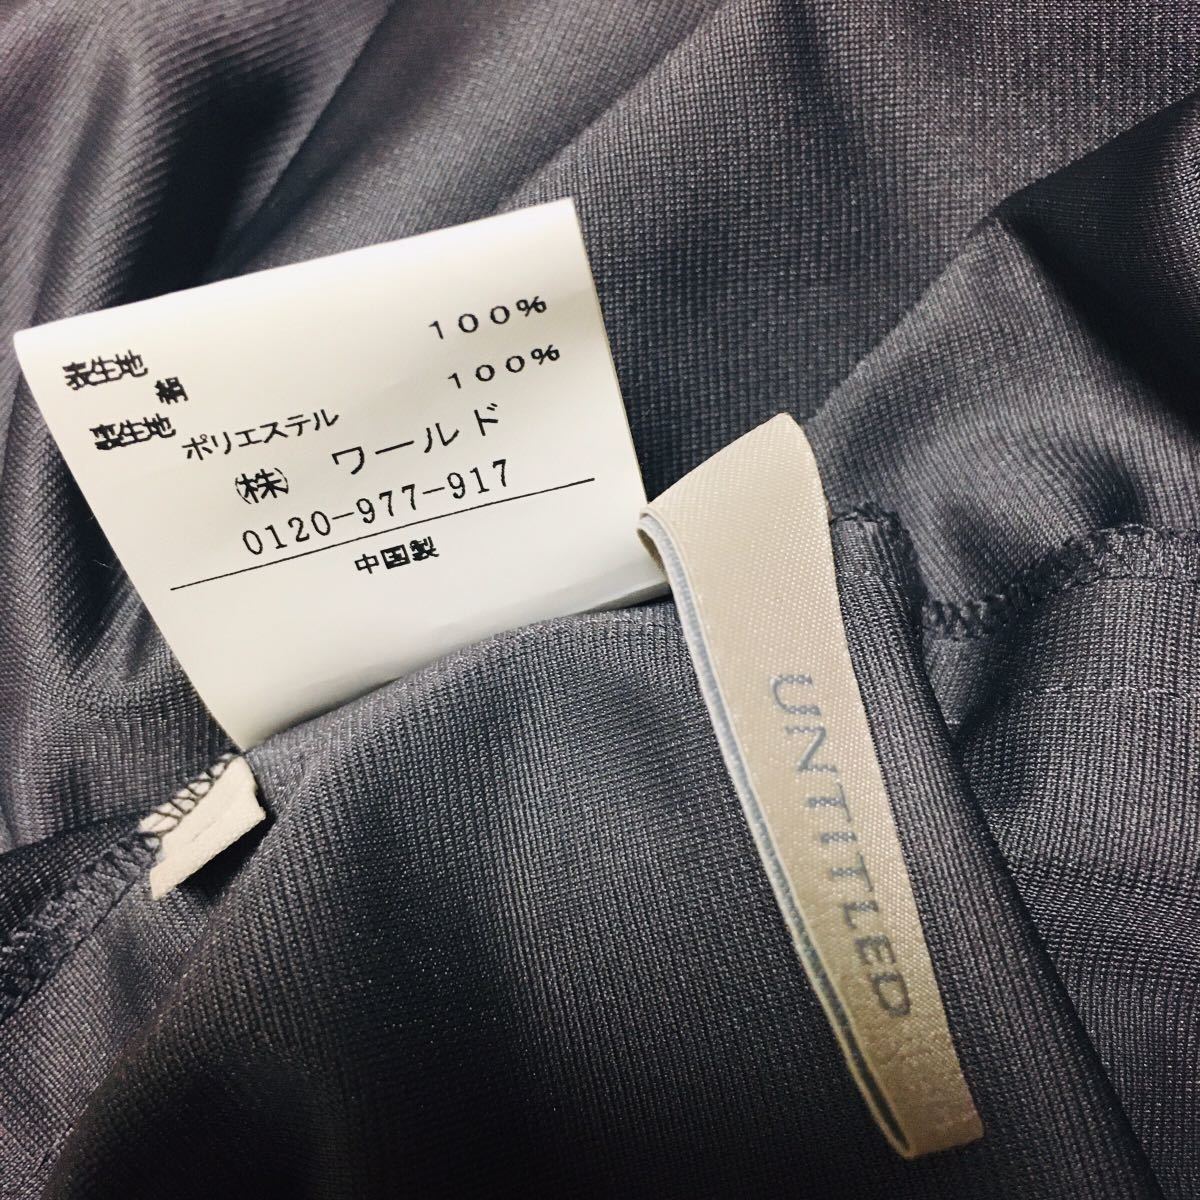 表生地
絹 100%
裏生地
ポリエステル 100%
㈱ ワールド
0120-977-917
中国製
UNTITLED